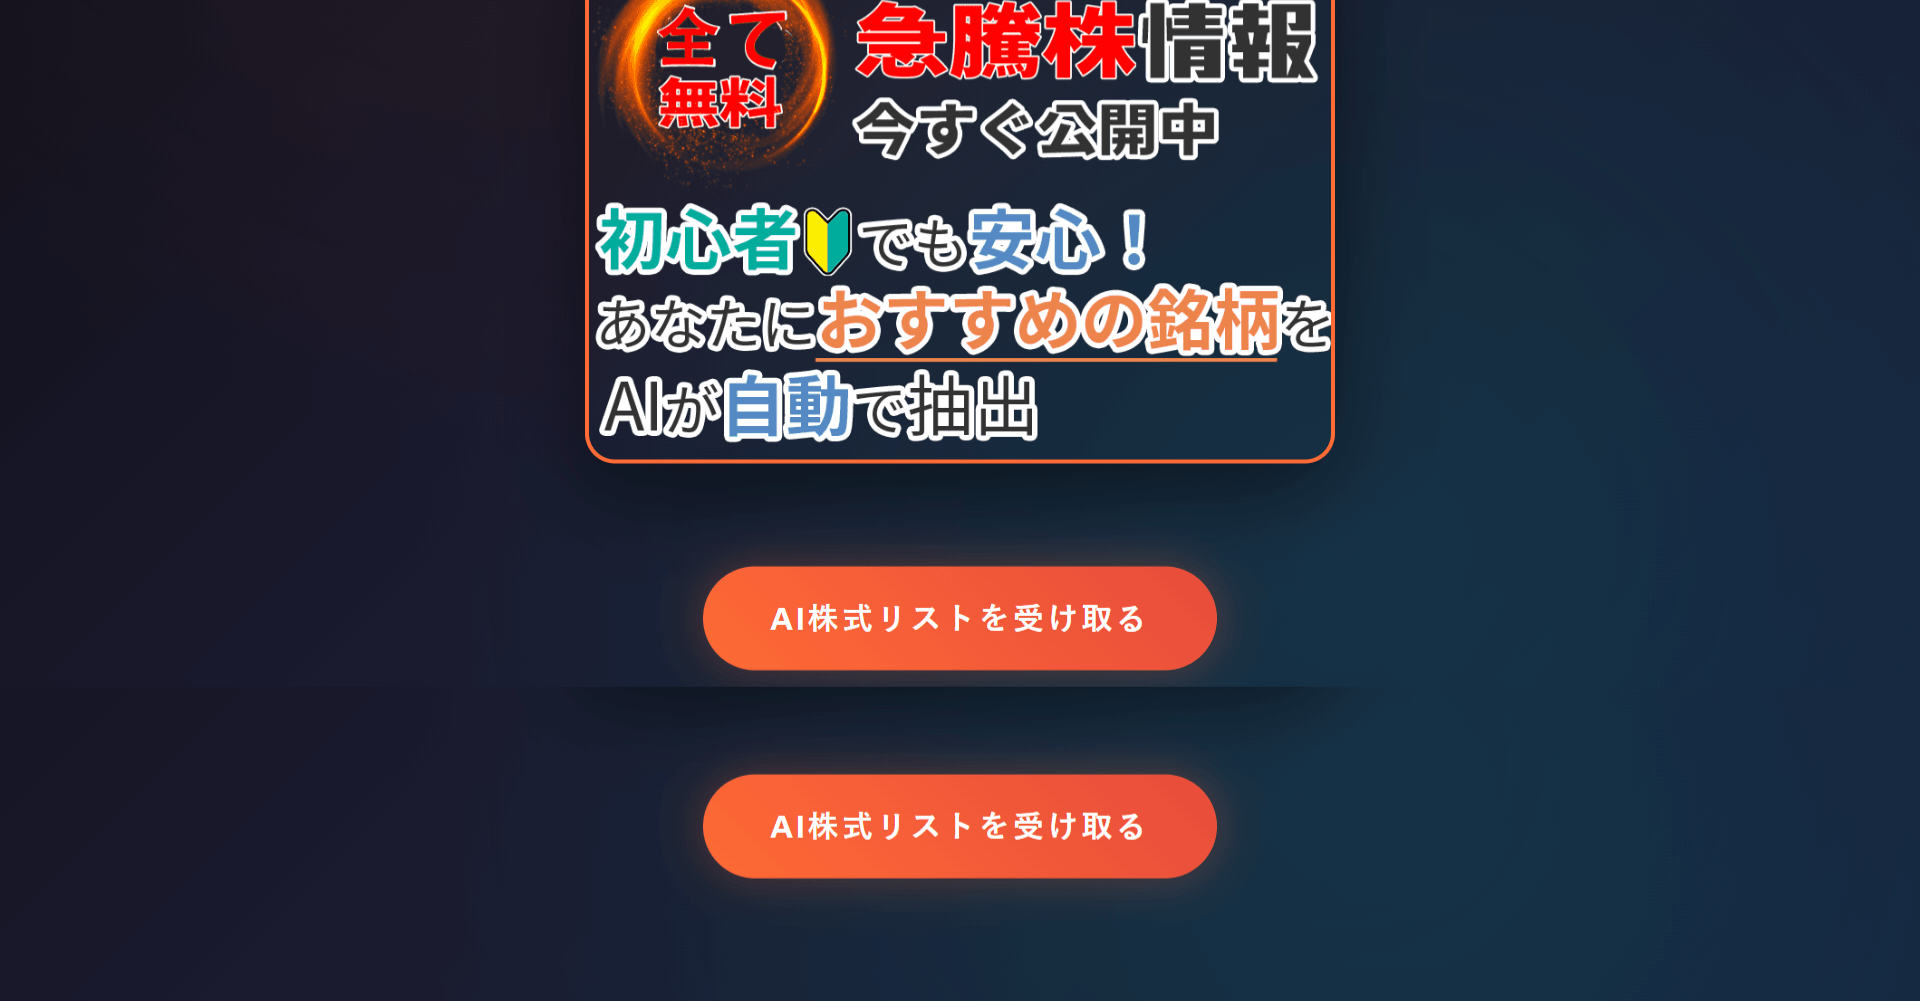 全て
無料
急騰株情報
今すぐ公開中
初心者でも安心！
あなたにおすすめの銘柄を
AIが自動で抽出
AI株式リストを受け取る
AI株式リストを受け取る